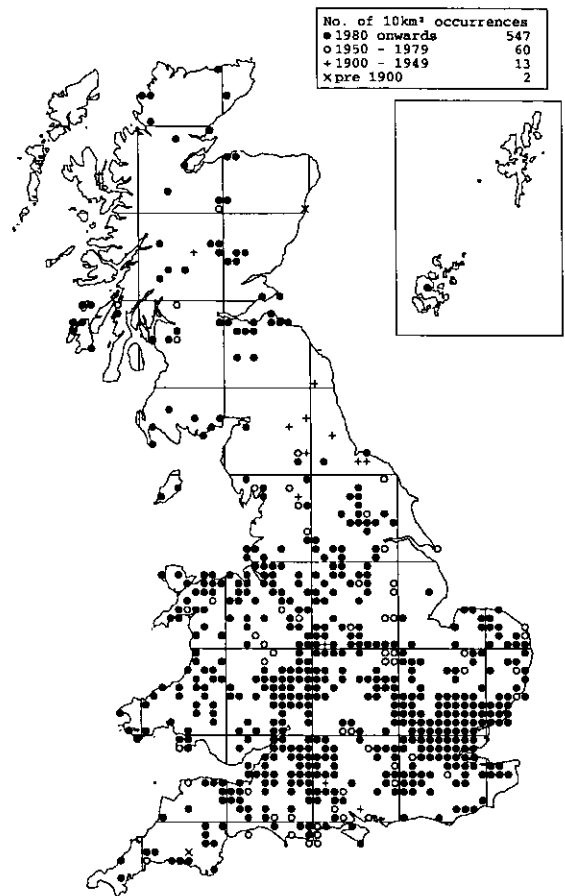 No. of 10km² occurrences
● 1980 onwards 547
○ 1950 - 1979 60
+ 1900 - 1949 13
× pre 1900 2